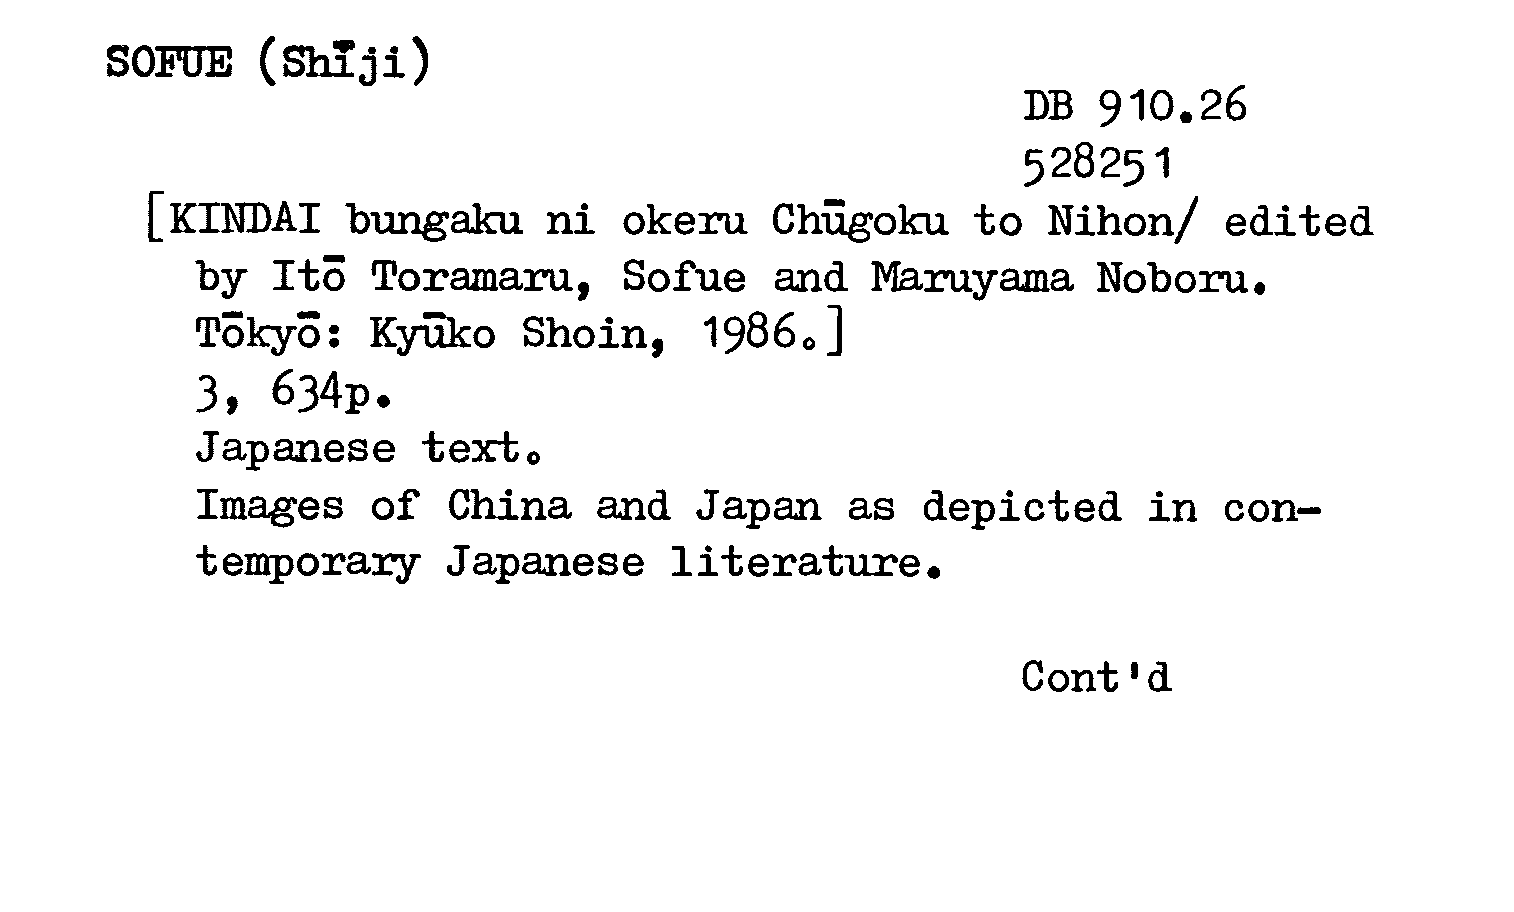 SOFUE (Shīji)
DB 910.26
528251
[KINDAI bungaku ni okeru Chūgoku to Nihon/ edited
by Itō Toramaru, Sofue and Maruyama Noboru.
Tōkyō: Kyūko Shoin, 1986.]
3, 634p.
Japanese text.
Images of China and Japan as depicted in con-
temporary Japanese literature.
Cont'd